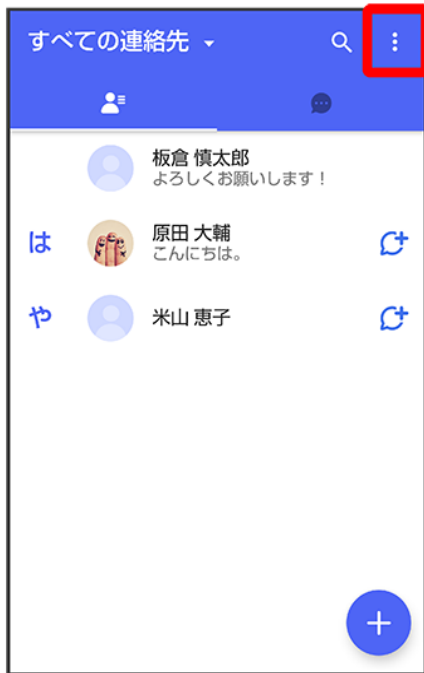 すべての連絡先
板倉 慎太郎
よろしくお願いします！
は
原田 大輔
こんにちは。
や
米山 恵子